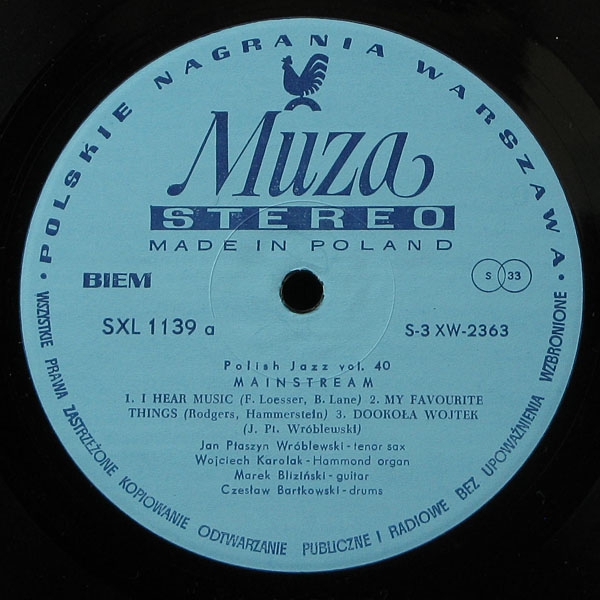 • POLSKIE NAGRANIA WARSZAWA •
Muza
STEREO
MADE IN POLAND
BIEM
S 33
SXL 1139 a
S-3 XW-2363
Polish Jazz vol. 40
MAINSTREAM
1. I HEAR MUSIC (F. Loesser, B. Lane) 2. MY FAVOURITE
THINGS (Rodgers, Hammerstein) 3. DOOKOŁA WOJTEK
(J. Pt. Wróblewski)
Jan Ptaszyn Wróblewski - tenor sax
Wojciech Karolak - Hammond organ
Marek Bliziński - guitar
Czesław Bartkowski - drums
WSZYSTKIE PRAWA ZASTRZEŻONE KOPIOWANIE ODTWARZANIE PUBLICZNE I RADIOWE BEZ UPOWAŻNIENIA WZBRONIONE